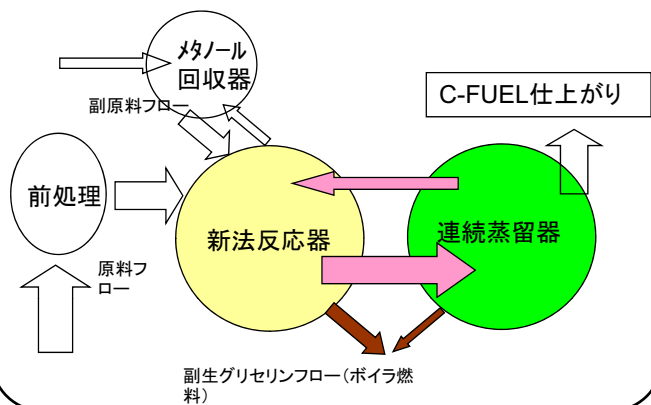 ﾒﾀﾉｰﾙ
回収器
副原料フロー
C-FUEL仕上がり
前処理
新法反応器
連続蒸留器
原料フ
ロー
副生グリセリンフロー（ボイラ燃
料）